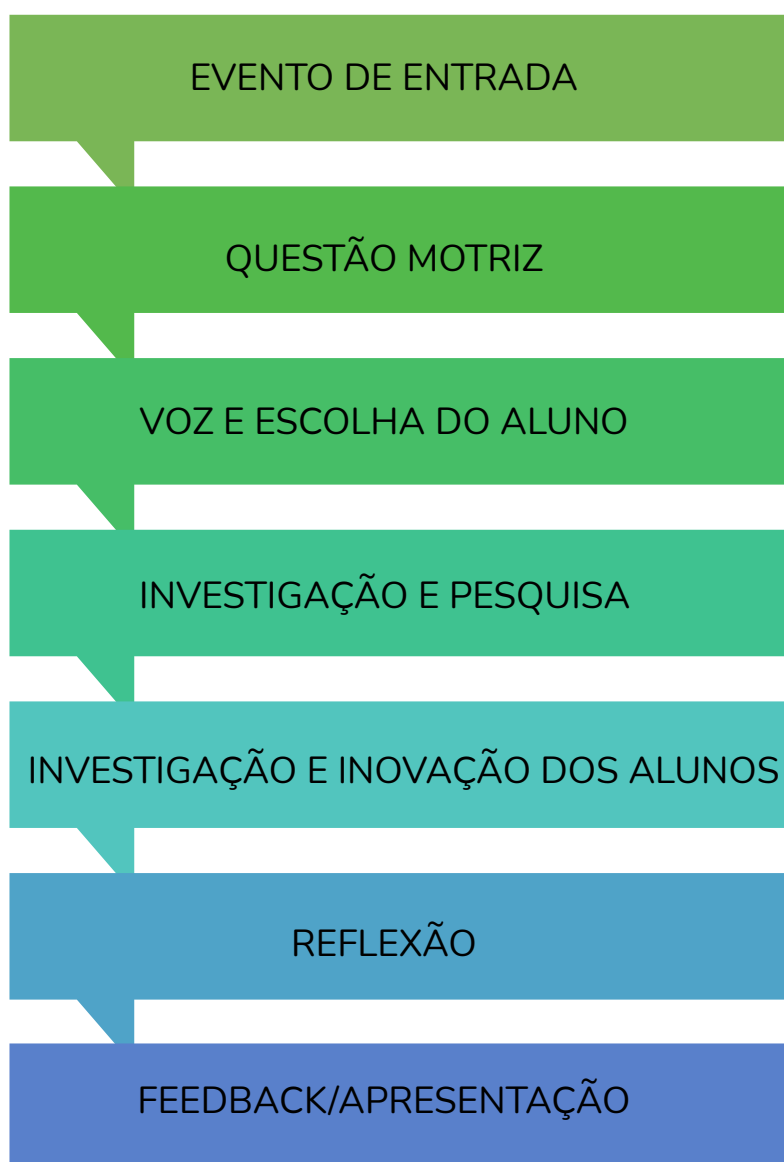 EVENTO DE ENTRADA
QUESTÃO MOTRIZ
VOZ E ESCOLHA DO ALUNO
INVESTIGAÇÃO E PESQUISA
INVESTIGAÇÃO E INOVAÇÃO DOS ALUNOS
REFLEXÃO
FEEDBACK/APRESENTAÇÃO